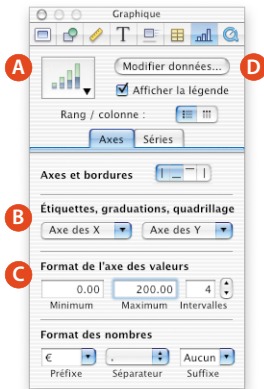 Graphique
A
Modifier données...
D
Afficher la légende
Rang / colonne :
Axes Séries
Axes et bordures
B
Étiquettes, graduations, quadrillage
Axe des X Axe des Y
C
Format de l'axe des valeurs
0.00 200.00 4
Minimum Maximum Intervalles
Format des nombres
€ , Aucun
Préfixe Séparateur Suffixe